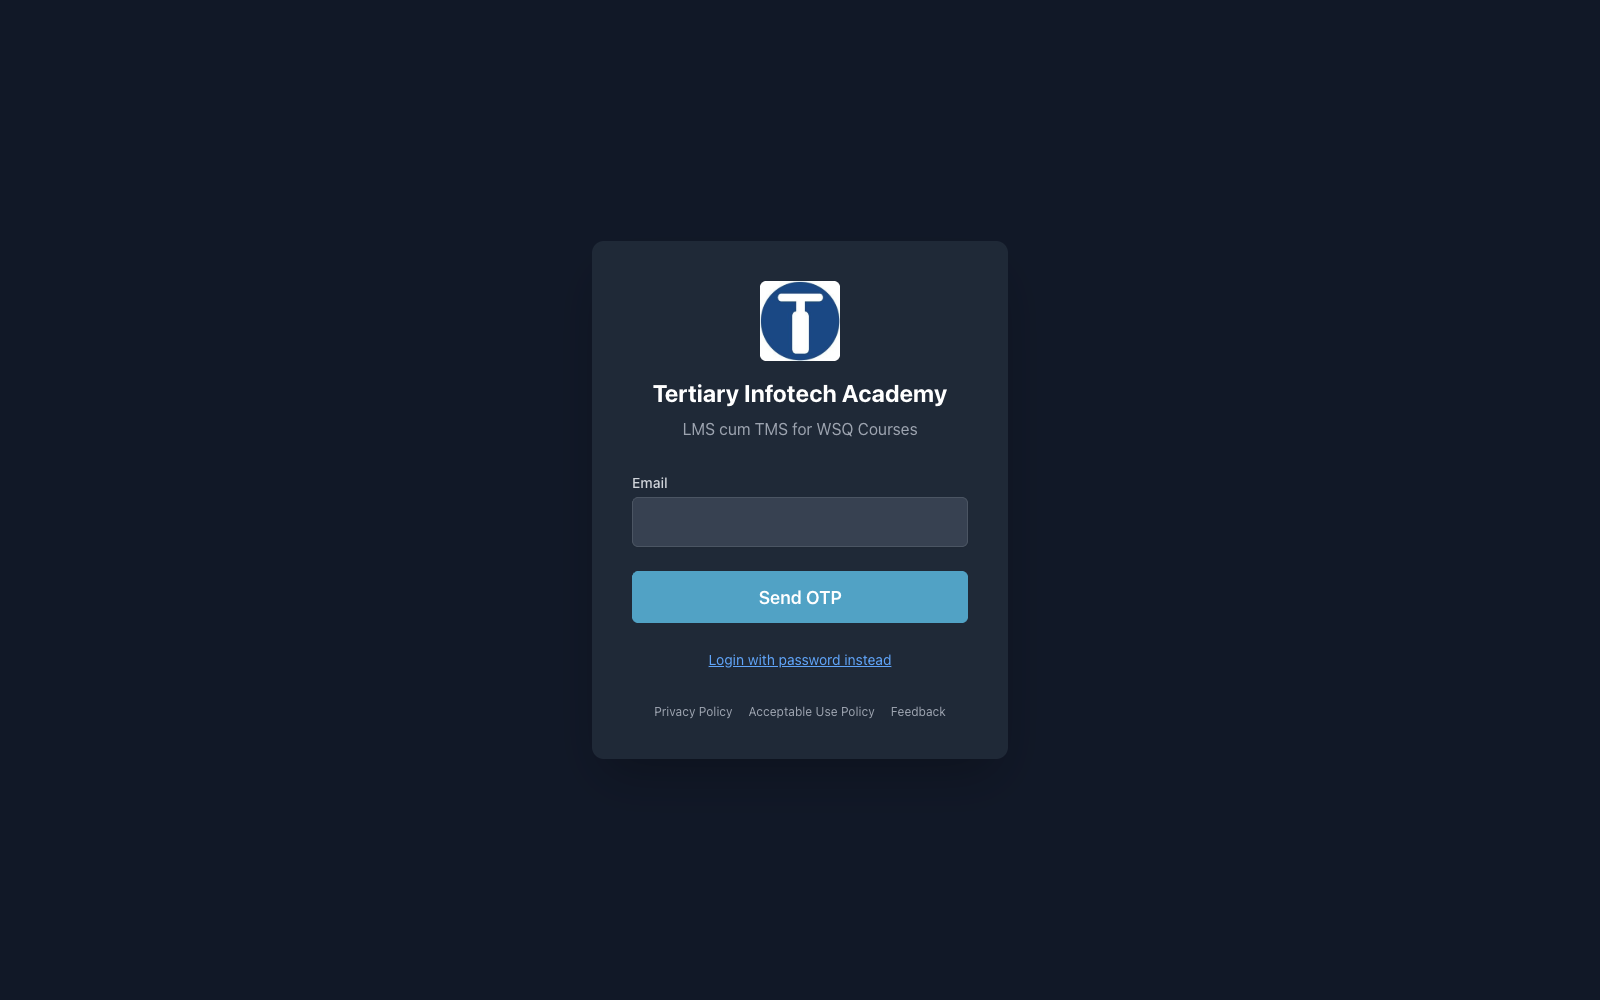 Tertiary Infotech Academy
LMS cum TMS for WSQ Courses
Email
Send OTP
Login with password instead
Privacy Policy Acceptable Use Policy Feedback